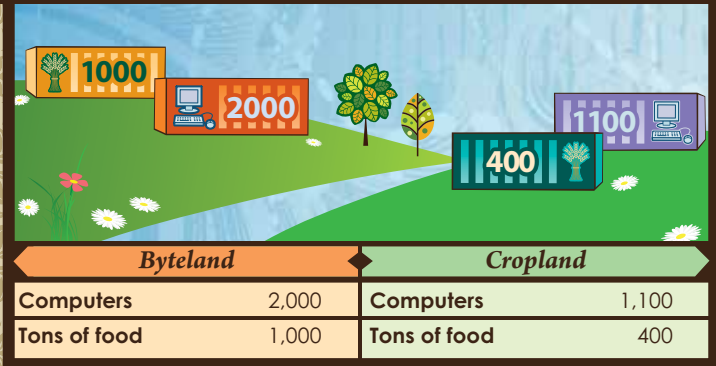 1000
2000
1100
400
Byteland Cropland
Computers 2,000 Computers 1,100
Tons of food 1,000 Tons of food 400